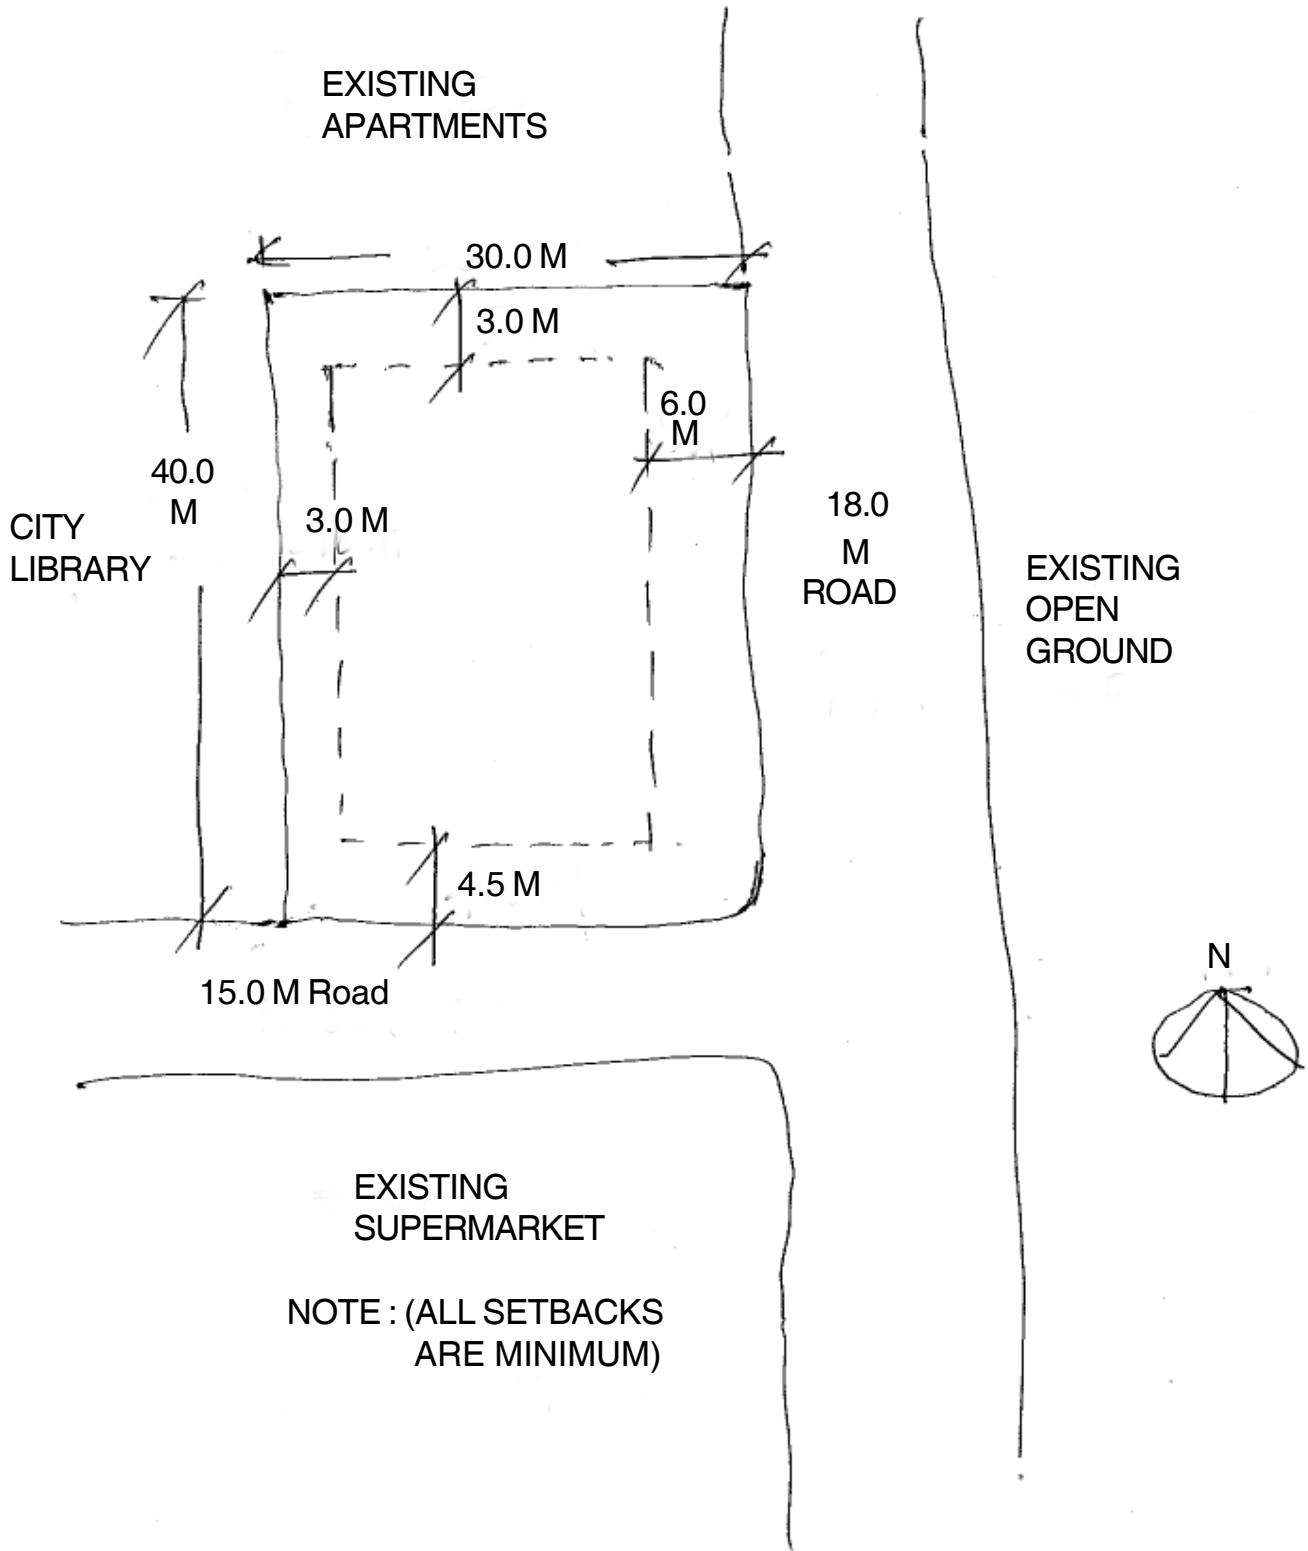 EXISTING
APARTMENTS
30.0 M
3.0 M
6.0
M
40.0
M
3.0 M
18.0
M
ROAD
CITY
LIBRARY
EXISTING
OPEN
GROUND
4.5 M
15.0 M Road
N
EXISTING
SUPERMARKET
NOTE : (ALL SETBACKS
ARE MINIMUM)